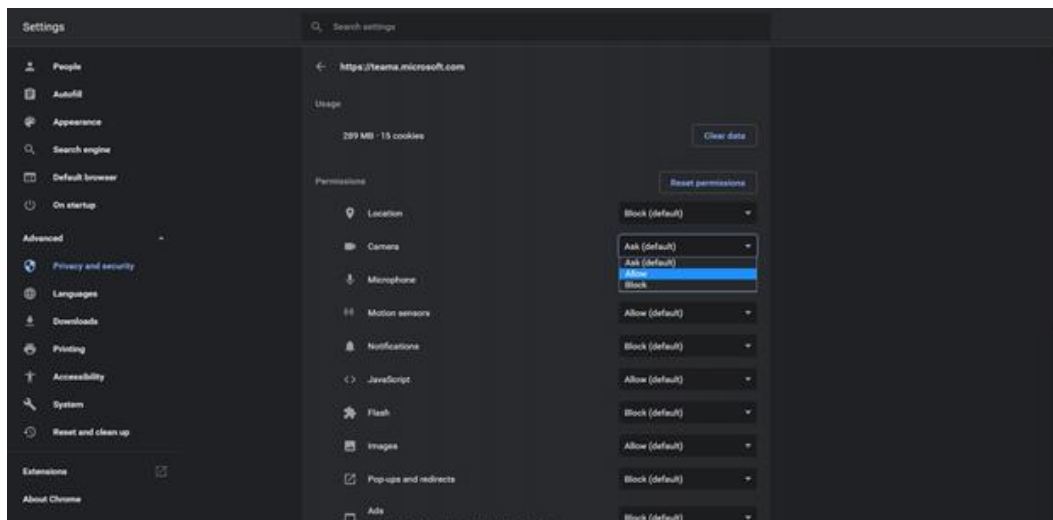 Settings
Search settings
People
Autofill
Appearance
Search engine
Default browser
On startup
Advanced
Privacy and security
Languages
Downloads
Printing
Accessibility
System
Reset and clean up
Extensions
About Chrome
https://teams.microsoft.com
Usage
289 MB · 15 cookies
Clear data
Permissions
Reset permissions
Location
Block (default)
Camera
Ask (default)
Ask (default)
Allow
Block
Microphone
Motion sensors
Allow (default)
Notifications
Block (default)
JavaScript
Allow (default)
Flash
Block (default)
Images
Allow (default)
Pop-ups and redirects
Block (default)
Ads
Block (default)